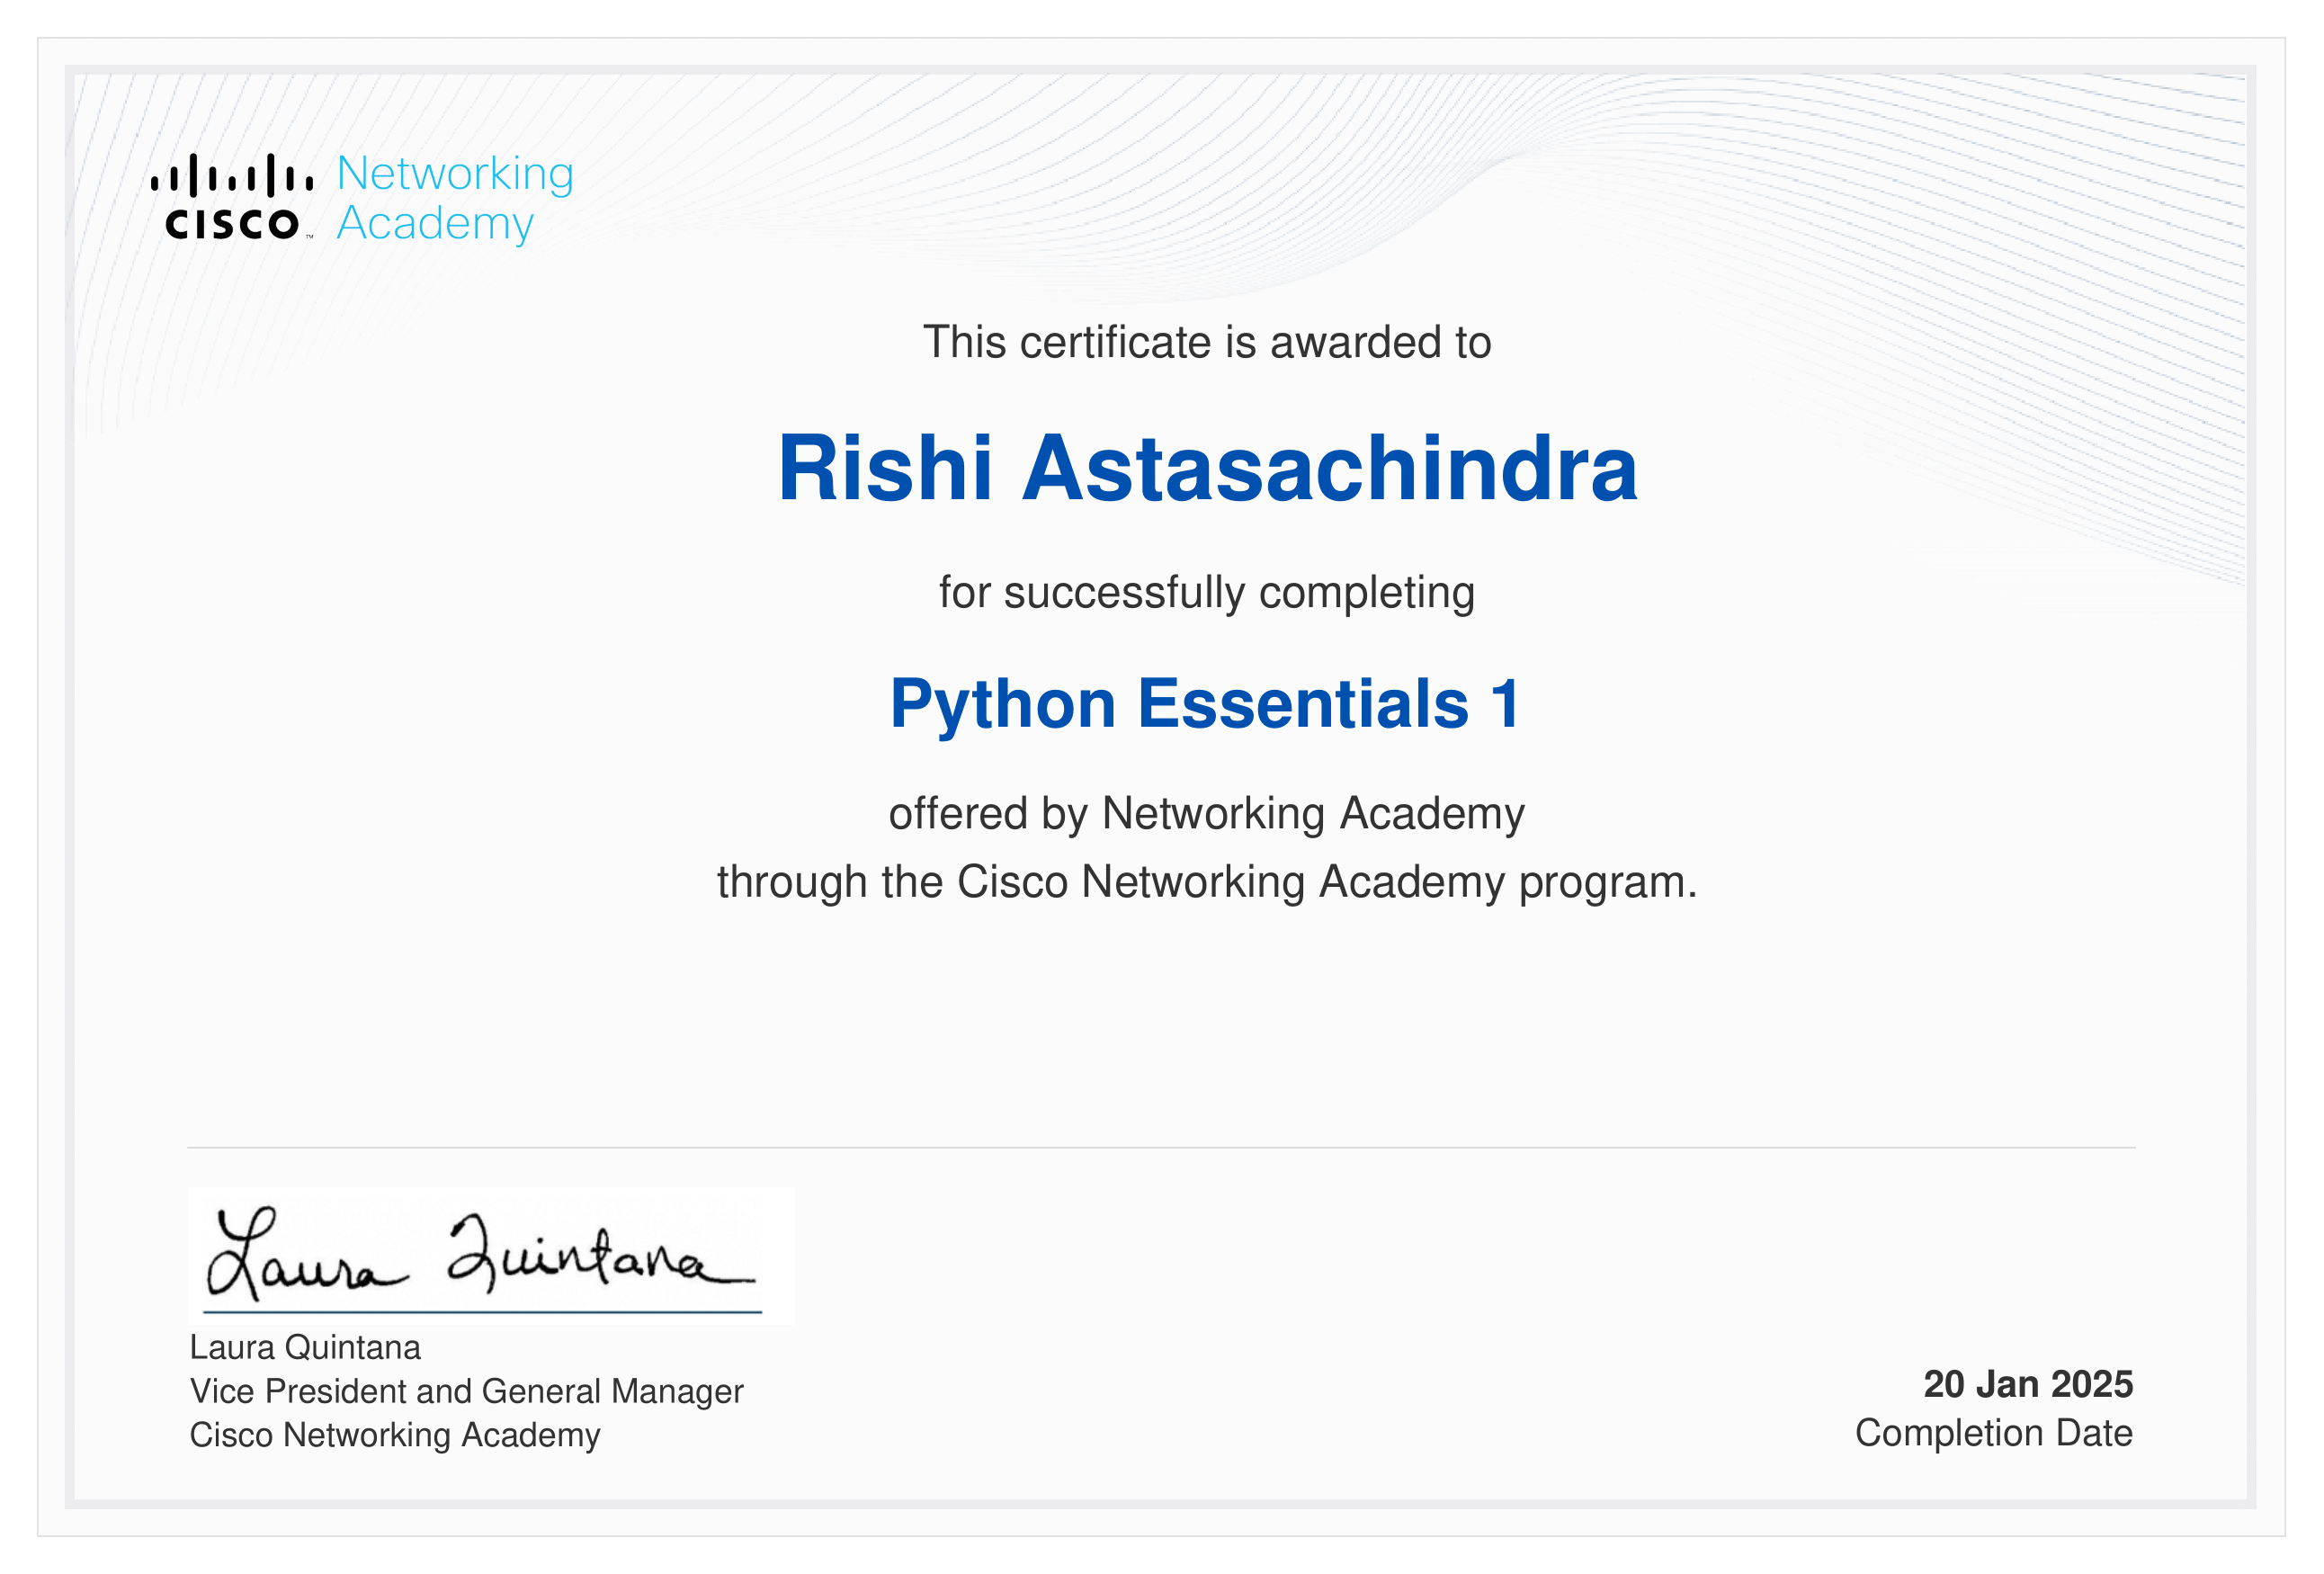 CISCO™ Networking
Academy
This certificate is awarded to
Rishi Astasachindra
for successfully completing
Python Essentials 1
offered by Networking Academy
through the Cisco Networking Academy program.
Laura Quintana
Laura Quintana
Vice President and General Manager
Cisco Networking Academy
20 Jan 2025
Completion Date